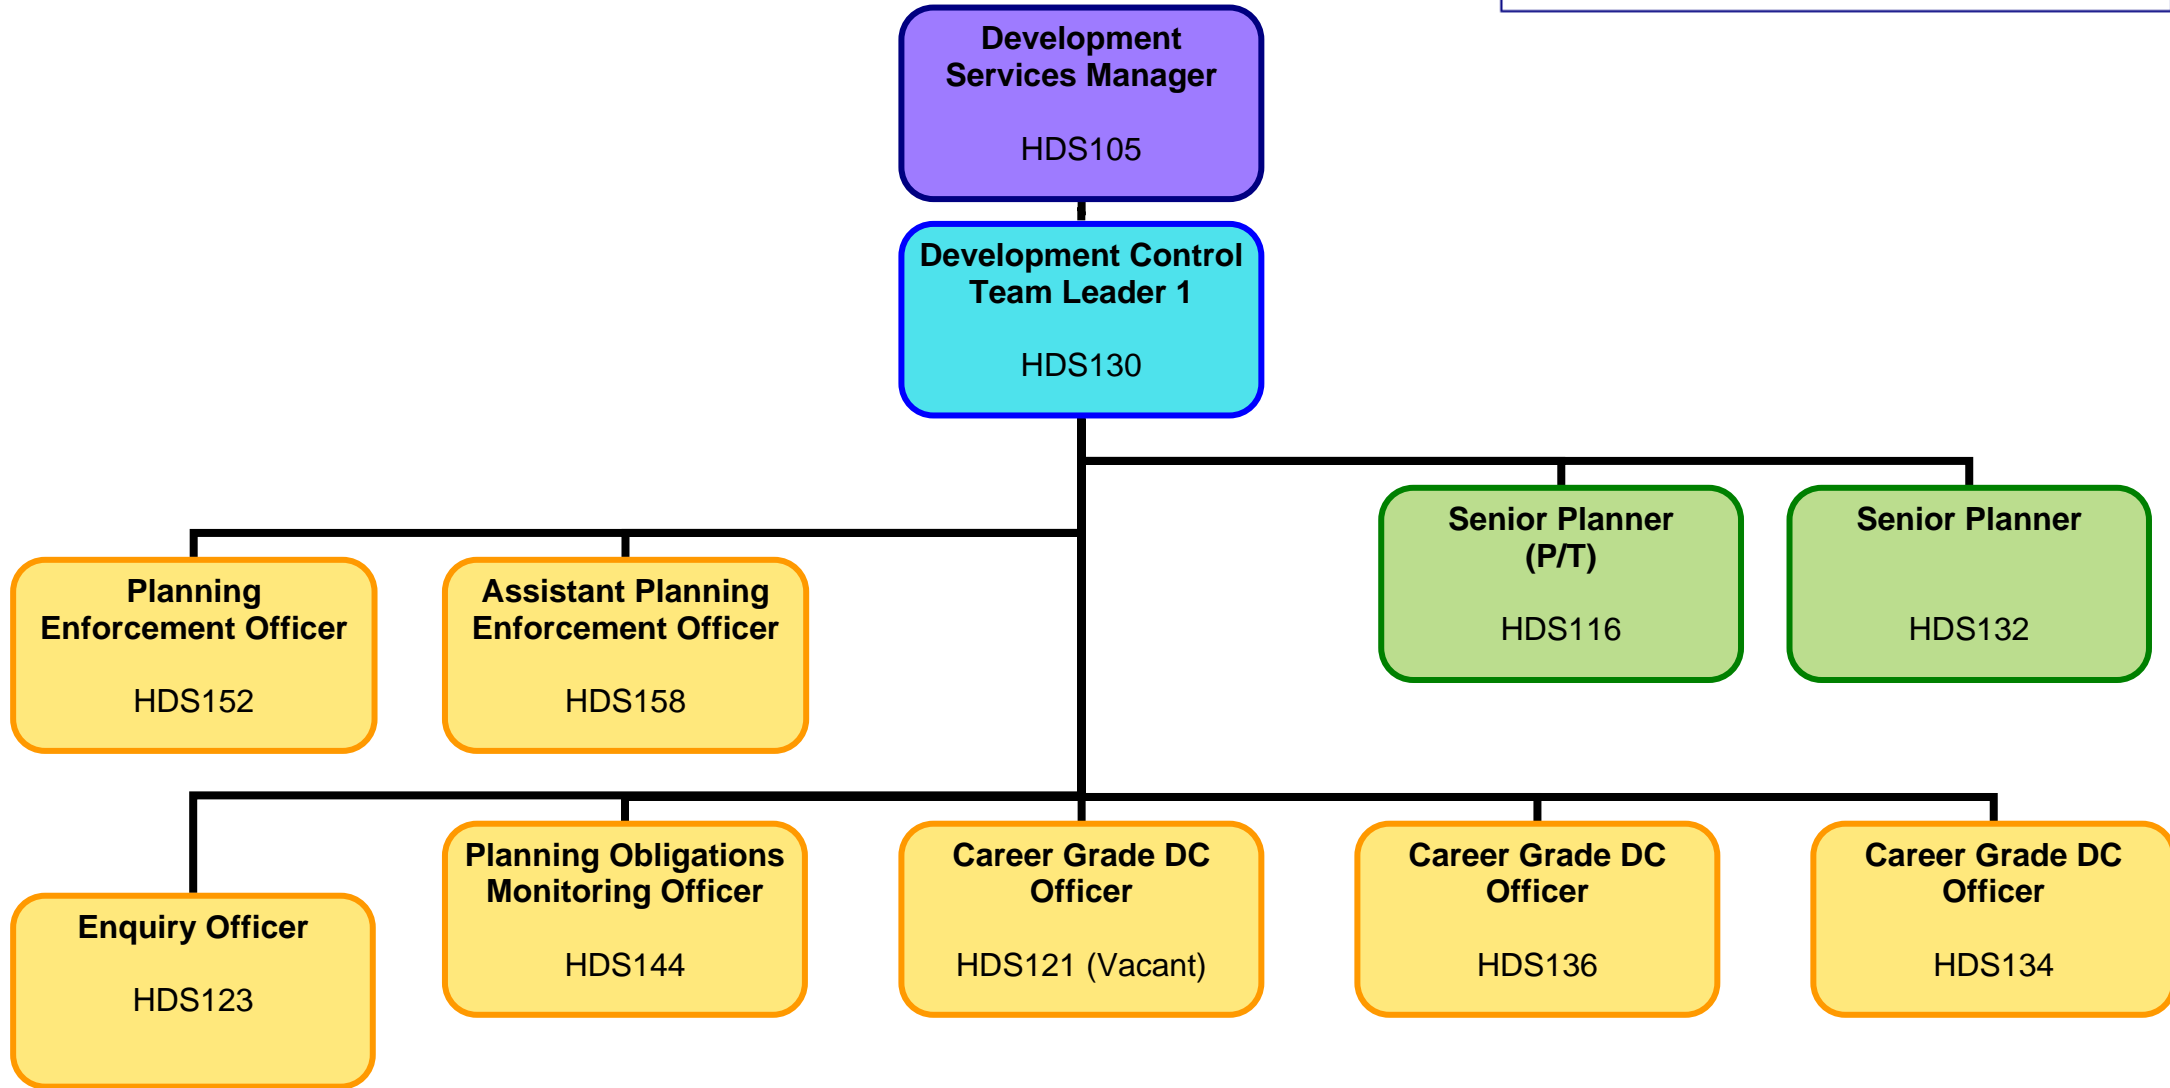 Development
Services Manager
HDS105
Development Control
Team Leader 1
HDS130
Senior Planner
(P/T)
HDS116
Senior Planner
HDS132
Planning
Enforcement Officer
HDS152
Assistant Planning
Enforcement Officer
HDS158
Enquiry Officer
HDS123
Planning Obligations
Monitoring Officer
HDS144
Career Grade DC
Officer
HDS121 (Vacant)
Career Grade DC
Officer
HDS136
Career Grade DC
Officer
HDS134